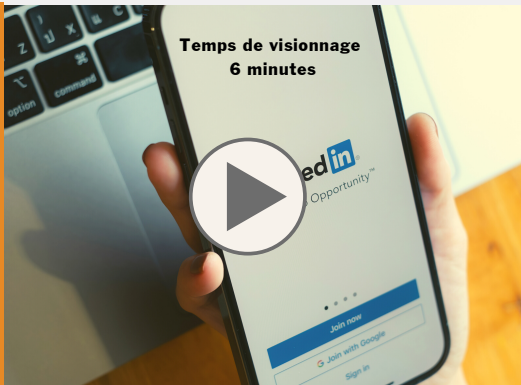 Temps de visionnage
6 minutes
Z
X
⌘
option
command
ed in
Opportunity™
Join now
G Join with Google
Sign in